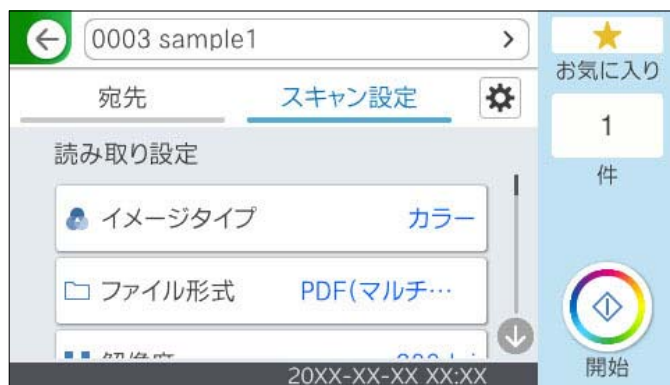 0003 sample1
お気に入り
宛先 スキャン設定
1
件
読み取り設定
イメージタイプ カラー
ファイル形式 PDF(マルチ…
開始
20XX-XX-XX XX:XX